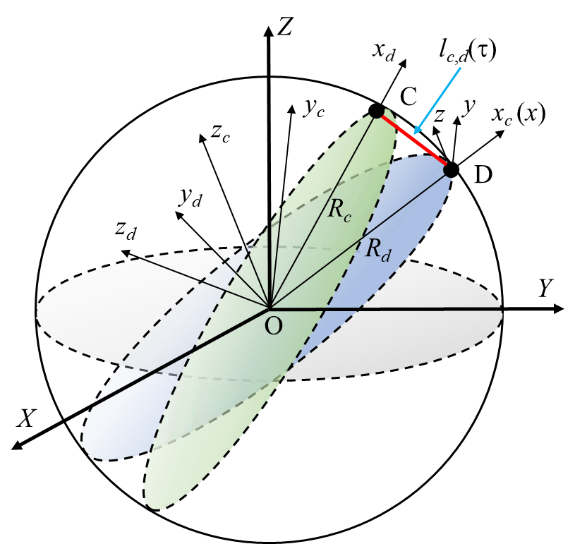 Z
x_d
C
l_{c,d}(τ)
y_c
z
y
x_c (x)
z_c
D
y_d
R_c
z_d
R_d
O
Y
X